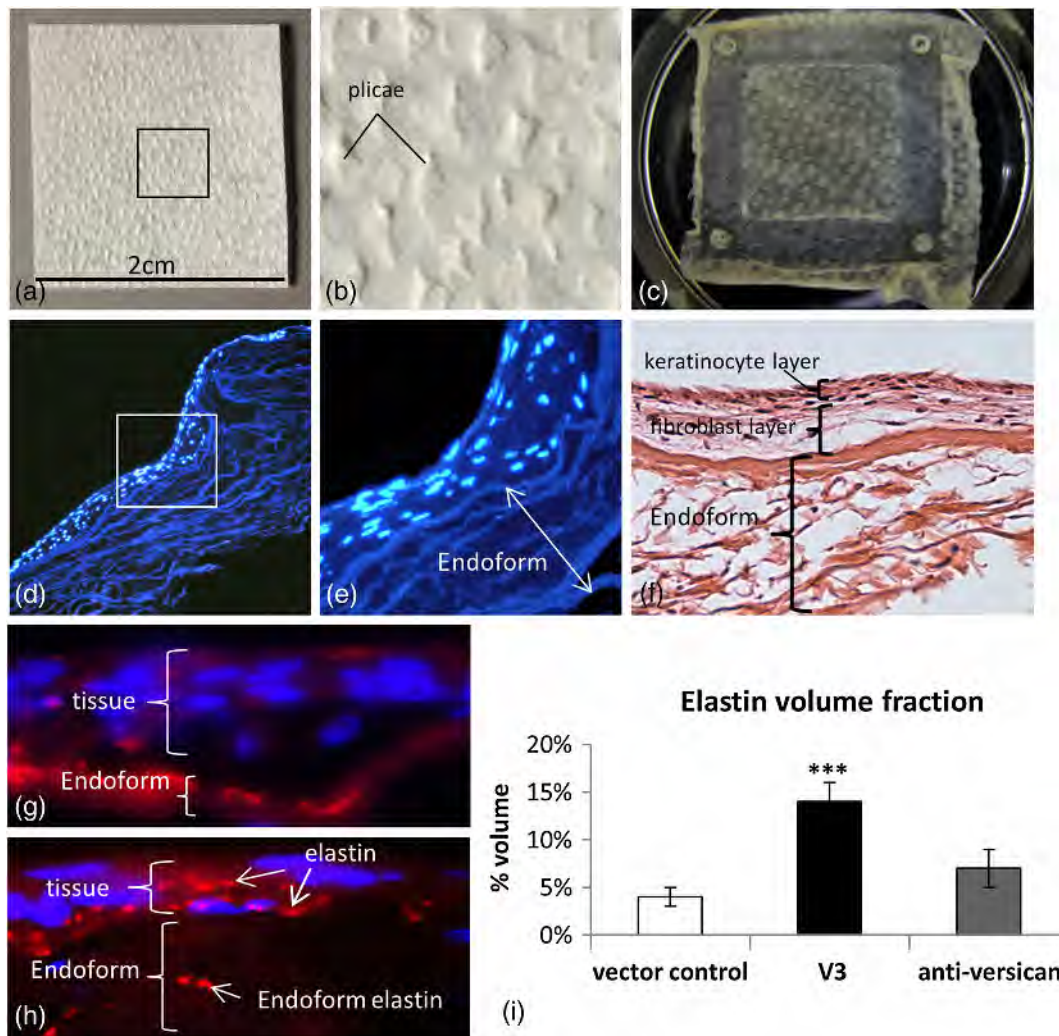 2cm
(a)
plicae
(b)
(c)
(d)
Endoform
(e)
keratinocyte layer
fibroblast layer
Endoform
(f)
tissue
Endoform
(g)
elastin
tissue
Endoform
Endoform elastin
(h)
Elastin volume fraction
% volume
20%
15%
10%
5%
0%
***
vector control
V3
anti-versican
(i)